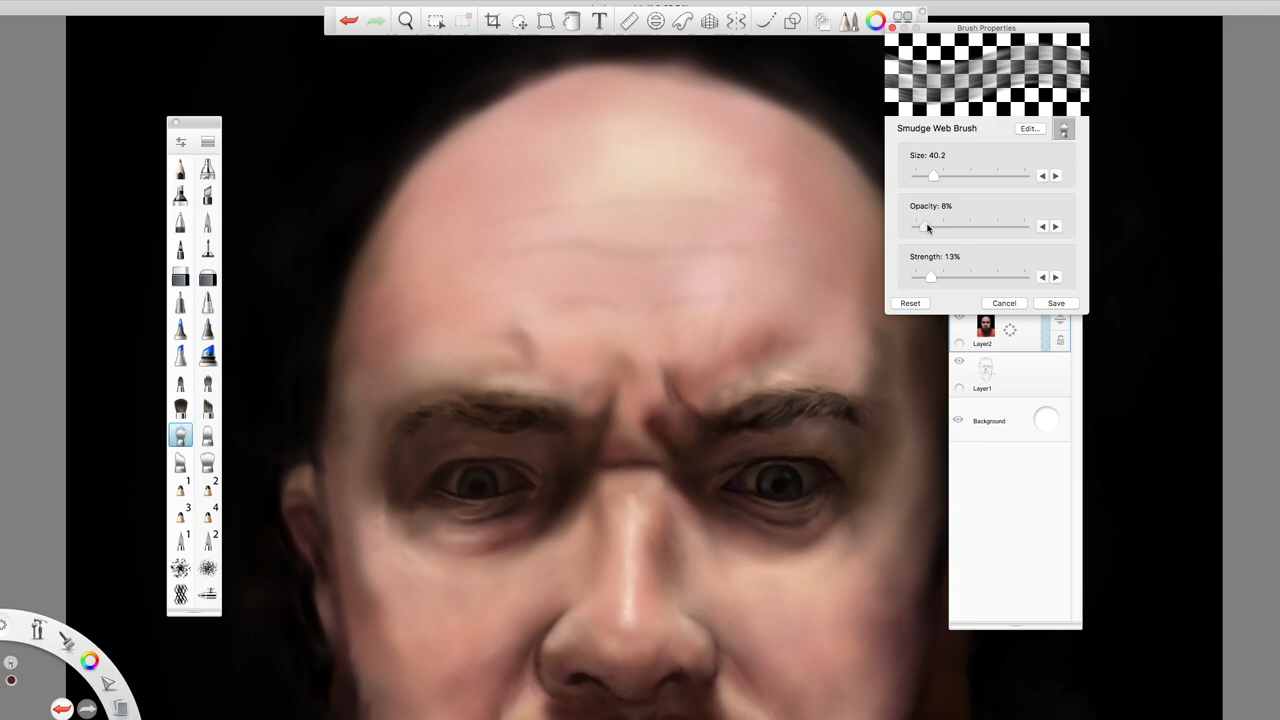 Brush Properties
Smudge Web Brush
Edit...
Size: 40.2
Opacity: 8%
Strength: 13%
Reset
Cancel
Save
Layer2
Layer1
Background
1
2
3
4
1
2